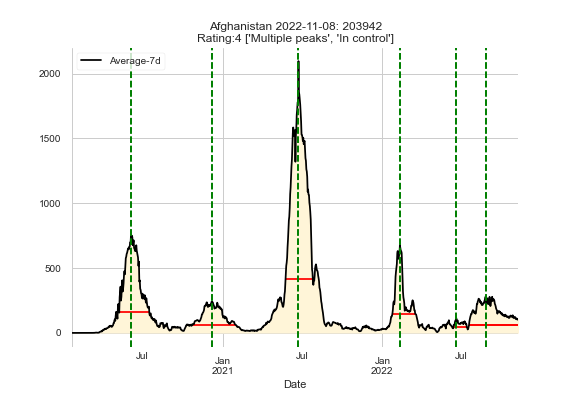 Afghanistan 2022-11-08: 203942
Rating:4 ['Multiple peaks', 'In control']
Average-7d
2000
1500
1000
500
0
Jul
Jan
2021
Jul
Jan
2022
Jul
Date